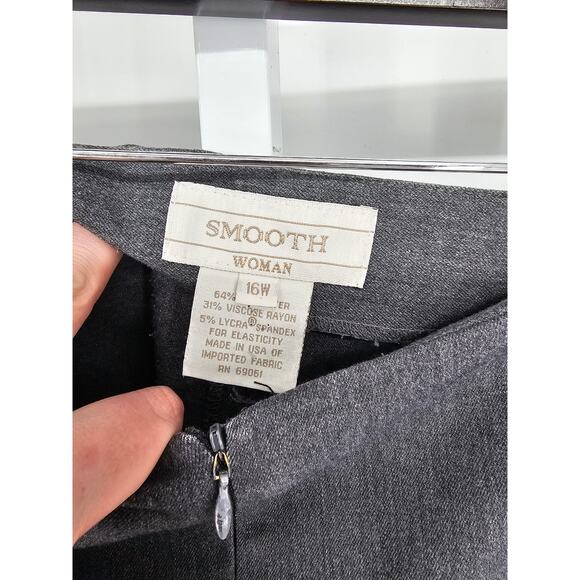 SMOOTH
WOMAN
16W
64% ER
31% VISCOSE RAYON
5% LYCRA® SPANDEX
FOR ELASTICITY
MADE IN USA OF
IMPORTED FABRIC
RN 69061